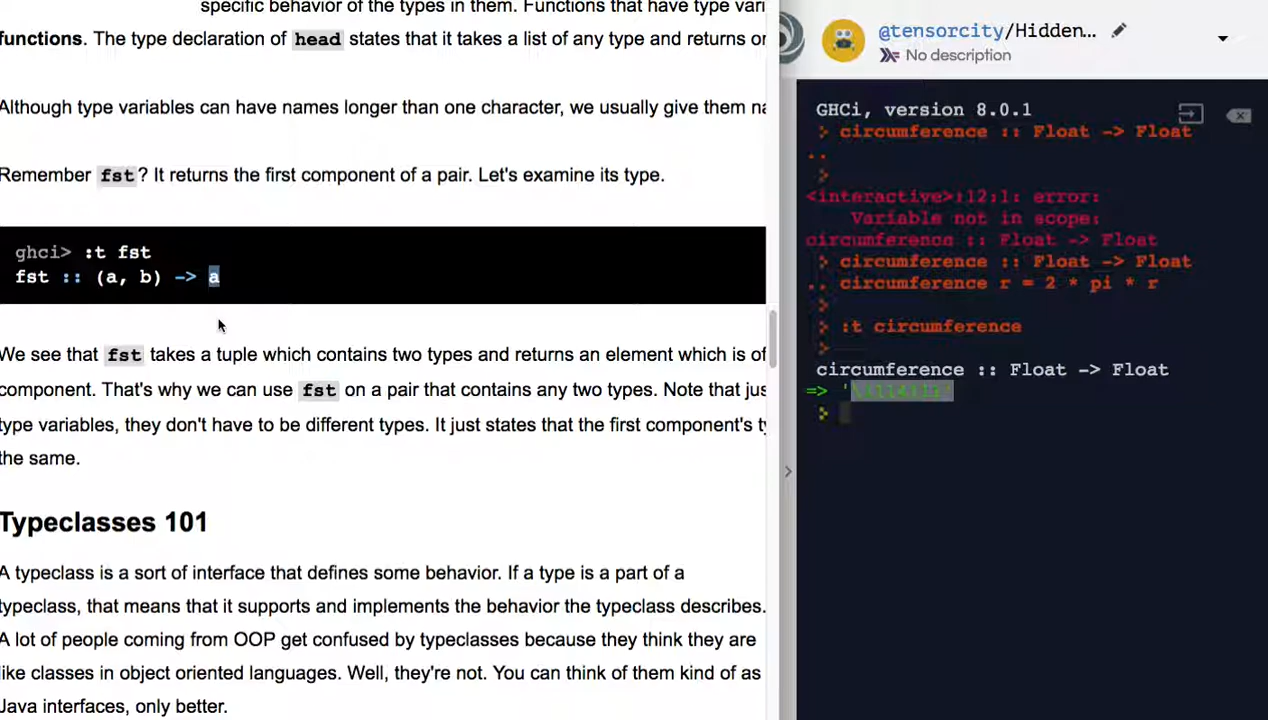 specific behavior of the types in them. Functions that have type vari
functions. The type declaration of head states that it takes a list of any type and returns or
Although type variables can have names longer than one character, we usually give them na
Remember fst? It returns the first component of a pair. Let's examine its type.
ghci> :t fst
fst :: (a, b) -> a
We see that fst takes a tuple which contains two types and returns an element which is of
component. That's why we can use fst on a pair that contains any two types. Note that jus
type variables, they don't have to be different types. It just states that the first component's ty
the same.
Typeclasses 101
A typeclass is a sort of interface that defines some behavior. If a type is a part of a
typeclass, that means that it supports and implements the behavior the typeclass describes.
A lot of people coming from OOP get confused by typeclasses because they think they are
like classes in object oriented languages. Well, they're not. You can think of them kind of as
Java interfaces, only better.
@tensorcity/Hidden...
No description
GHCi, version 8.0.1
> circumference :: Float -> Float
..
>
<interactive>:12:1: error:
Variable not in scope:
circumference :: Float -> Float
> circumference :: Float -> Float
.. circumference r = 2 * pi * r
>
> :t circumference
>
circumference :: Float -> Float
=> '
>